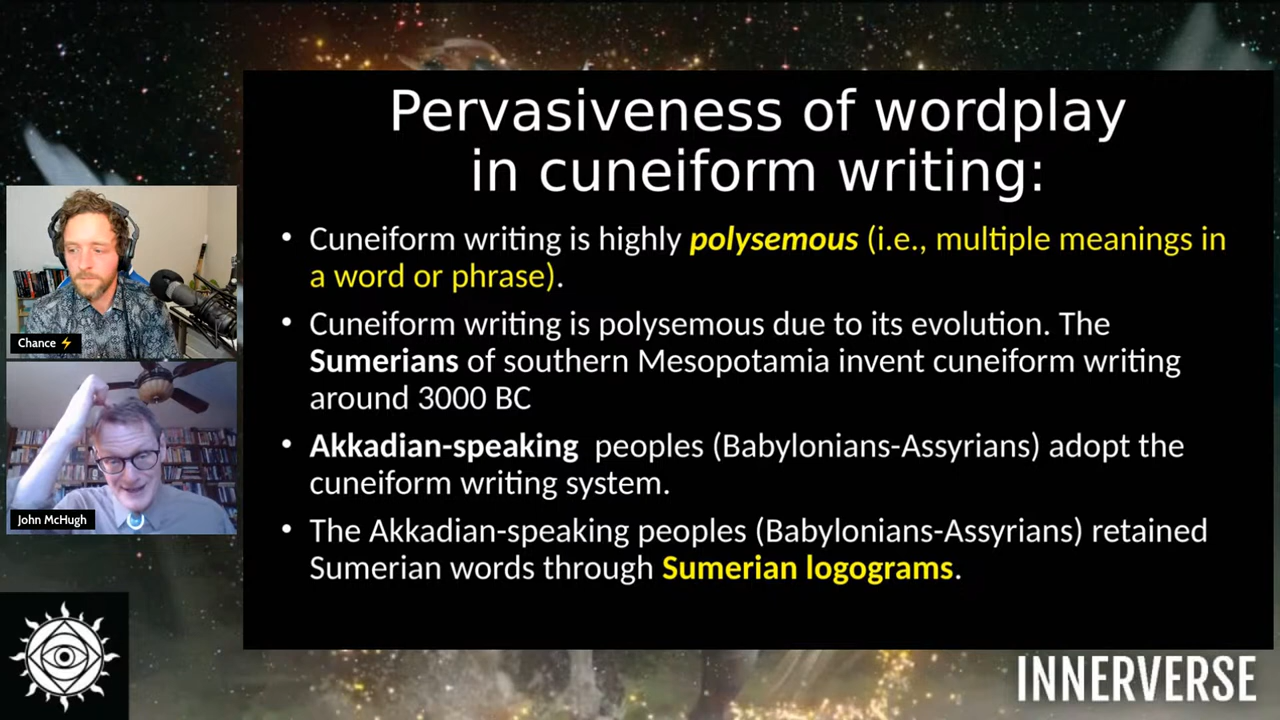 Pervasiveness of wordplay
in cuneiform writing:
• Cuneiform writing is highly polysemous (i.e., multiple meanings in
a word or phrase).
• Cuneiform writing is polysemous due to its evolution. The
Sumerians of southern Mesopotamia invent cuneiform writing
around 3000 BC
• Akkadian-speaking peoples (Babylonians-Assyrians) adopt the
cuneiform writing system.
• The Akkadian-speaking peoples (Babylonians-Assyrians) retained
Sumerian words through Sumerian logograms.
Chance ⚡
John McHugh
INNERVERSE